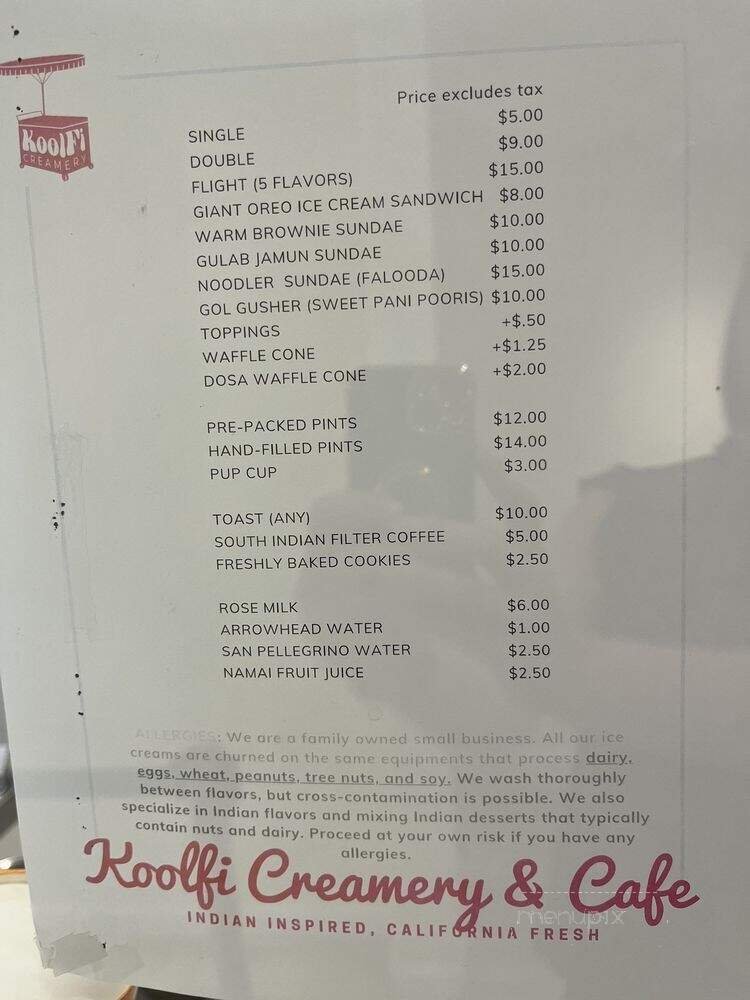 KoolFi
CREAMERY
Price excludes tax
SINGLE $5.00
DOUBLE $9.00
FLIGHT (5 FLAVORS) $15.00
GIANT OREO ICE CREAM SANDWICH $8.00
WARM BROWNIE SUNDAE $10.00
GULAB JAMUN SUNDAE $10.00
NOODLER SUNDAE (FALOODA) $15.00
GOL GUSHER (SWEET PANI POORIS) $10.00
TOPPINGS +$.50
WAFFLE CONE +$1.25
DOSA WAFFLE CONE +$2.00
PRE-PACKED PINTS $12.00
HAND-FILLED PINTS $14.00
PUP CUP $3.00
TOAST (ANY) $10.00
SOUTH INDIAN FILTER COFFEE $5.00
FRESHLY BAKED COOKIES $2.50
ROSE MILK $6.00
ARROWHEAD WATER $1.00
SAN PELLEGRINO WATER $2.50
NAMAI FRUIT JUICE $2.50
ALLERGIES: We are a family owned small business. All our ice
creams are churned on the same equipments that process dairy,
eggs, wheat, peanuts, tree nuts, and soy. We wash thoroughly
between flavors, but cross-contamination is possible. We also
specialize in Indian flavors and mixing Indian desserts that typically
contain nuts and dairy. Proceed at your own risk if you have any
allergies.
Koolfi Creamery & Cafe
INDIAN INSPIRED, CALIFORNIA FRESH
menupix